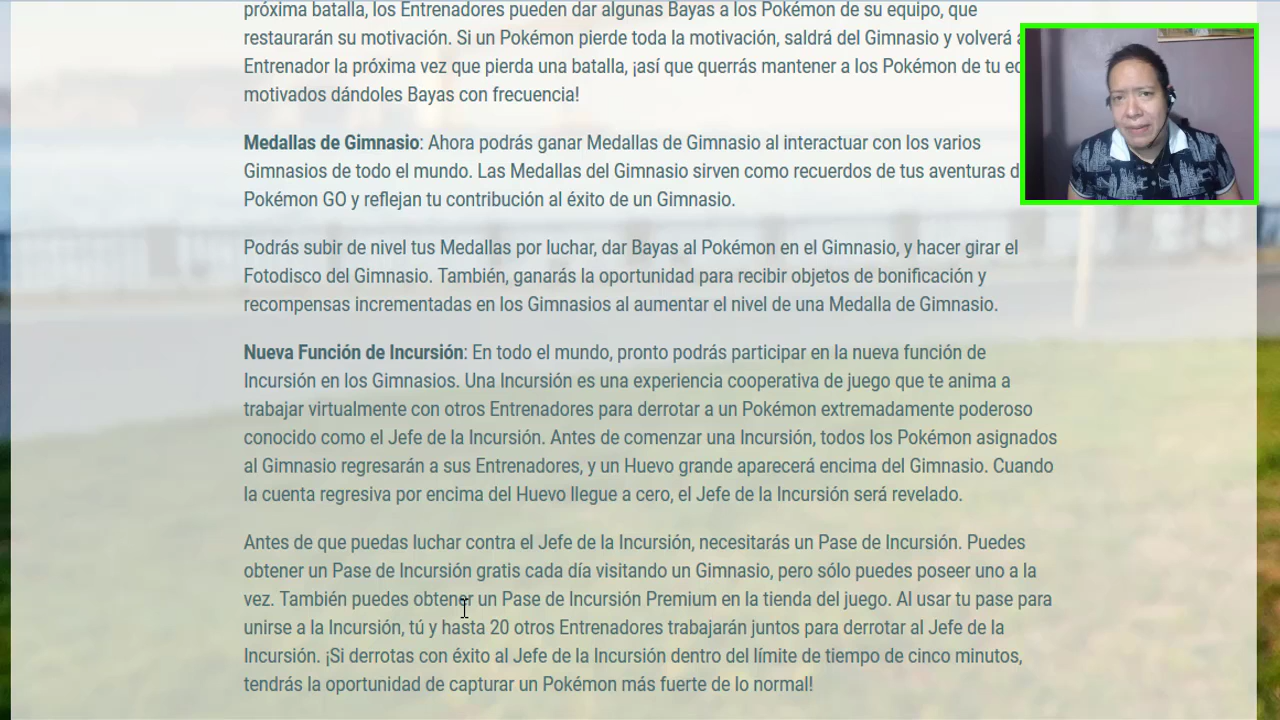 próxima batalla, los Entrenadores pueden dar algunas Bayas a los Pokémon de su equipo, que
restaurarán su motivación. Si un Pokémon pierde toda la motivación, saldrá del Gimnasio y volverá
Entrenador la próxima vez que pierda una batalla, ¡así que querrás mantener a los Pokémon de tu
motivados dándoles Bayas con frecuencia!
Medallas de Gimnasio: Ahora podrás ganar Medallas de Gimnasio al interactuar con los varios
Gimnasios de todo el mundo. Las Medallas del Gimnasio sirven como recuerdos de tus aventuras
Pokémon GO y reflejan tu contribución al éxito de un Gimnasio.
Podrás subir de nivel tus Medallas por luchar, dar Bayas al Pokémon en el Gimnasio, y hacer girar el
Fotodisco del Gimnasio. También, ganarás la oportunidad para recibir objetos de bonificación y
recompensas incrementadas en los Gimnasios al aumentar el nivel de una Medalla de Gimnasio.
Nueva Función de Incursión: En todo el mundo, pronto podrás participar en la nueva función de
Incursión en los Gimnasios. Una Incursión es una experiencia cooperativa de juego que te anima a
trabajar virtualmente con otros Entrenadores para derrotar a un Pokémon extremadamente poderoso
conocido como el Jefe de la Incursión. Antes de comenzar una Incursión, todos los Pokémon asignados
al Gimnasio regresarán a sus Entrenadores, y un Huevo grande aparecerá encima del Gimnasio. Cuando
la cuenta regresiva por encima del Huevo llegue a cero, el Jefe de la Incursión será revelado.
Antes de que puedas luchar contra el Jefe de la Incursión, necesitarás un Pase de Incursión. Puedes
obtener un Pase de Incursión gratis cada día visitando un Gimnasio, pero sólo puedes poseer uno a la
vez. También puedes obtener un Pase de Incursión Premium en la tienda del juego. Al usar tu pase para
unirse a la Incursión, tú y hasta 20 otros Entrenadores trabajarán juntos para derrotar al Jefe de la
Incursión. ¡Si derrotas con éxito al Jefe de la Incursión dentro del límite de tiempo de cinco minutos,
tendrás la oportunidad de capturar un Pokémon más fuerte de lo normal!